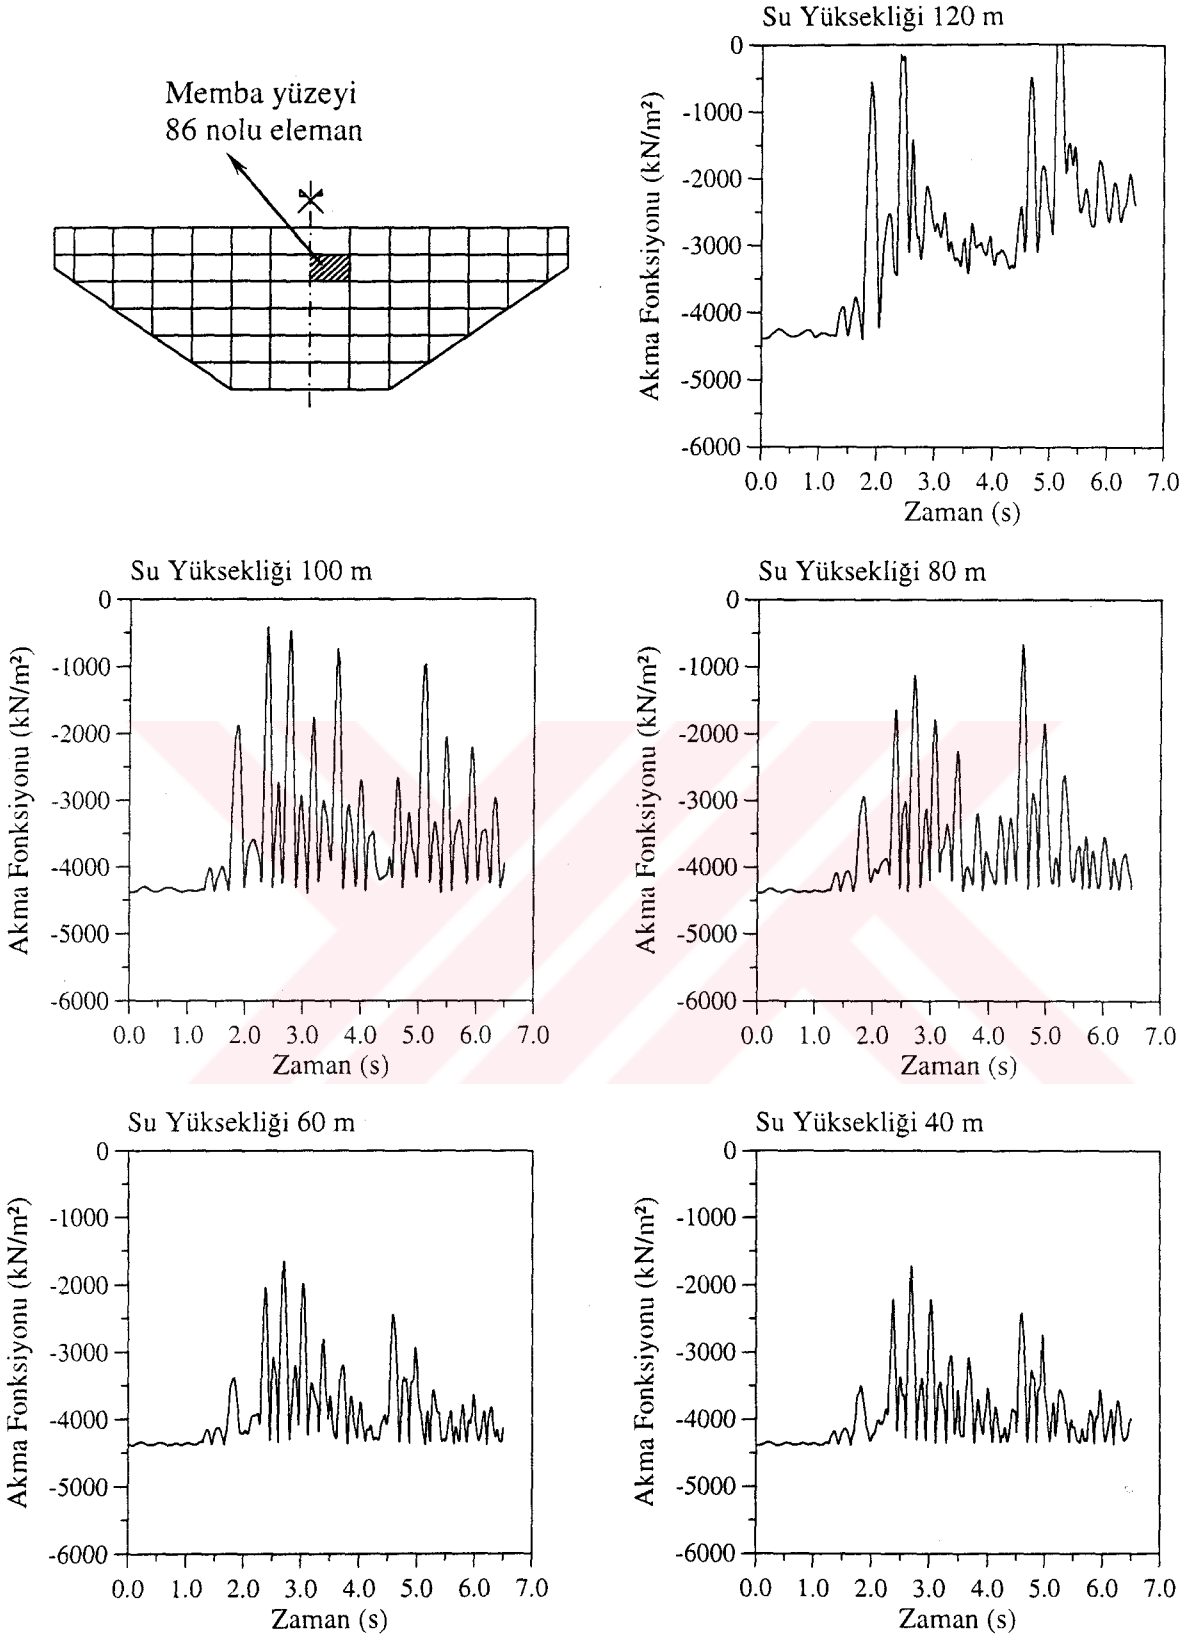 Su Yüksekliği 120 m
Memba yüzeyi
86 nolu eleman
Akma Fonksiyonu (kN/m²)
0
-1000
-2000
-3000
-4000
-5000
-6000
0.0 1.0 2.0 3.0 4.0 5.0 6.0 7.0
Zaman (s)
Su Yüksekliği 100 m
Akma Fonksiyonu (kN/m²)
0
-1000
-2000
-3000
-4000
-5000
-6000
0.0 1.0 2.0 3.0 4.0 5.0 6.0 7.0
Zaman (s)
Su Yüksekliği 80 m
Akma Fonksiyonu (kN/m²)
0
-1000
-2000
-3000
-4000
-5000
-6000
0.0 1.0 2.0 3.0 4.0 5.0 6.0 7.0
Zaman (s)
Su Yüksekliği 60 m
Akma Fonksiyonu (kN/m²)
0
-1000
-2000
-3000
-4000
-5000
-6000
0.0 1.0 2.0 3.0 4.0 5.0 6.0 7.0
Zaman (s)
Su Yüksekliği 40 m
Akma Fonksiyonu (kN/m²)
0
-1000
-2000
-3000
-4000
-5000
-6000
0.0 1.0 2.0 3.0 4.0 5.0 6.0 7.0
Zaman (s)